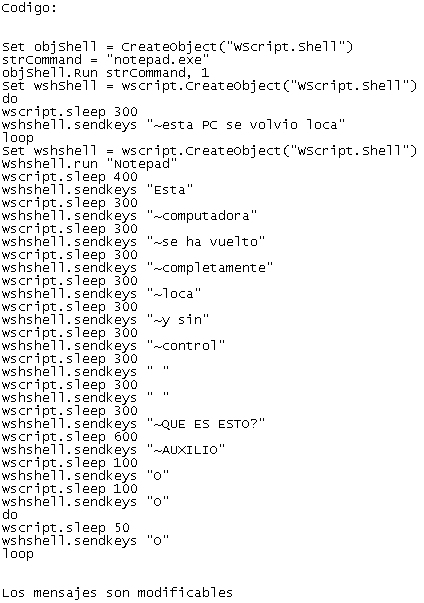 Codigo:
Set objShell = CreateObject("WScript.Shell")
strCommand = "notepad.exe"
objShell.Run strCommand, 1
Set wshShell = wscript.CreateObject("WScript.Shell")
do
wscript.sleep 300
wshshell.sendkeys "~esta PC se volvio loca"
loop
Set wshShell = wscript.CreateObject("WScript.Shell")
Wshshell.run "Notepad"
wscript.sleep 400
wshshell.sendkeys "Esta"
wscript.sleep 300
wshshell.sendkeys "~computadora"
wscript.sleep 300
wshshell.sendkeys "~se ha vuelto"
wscript.sleep 300
wshshell.sendkeys "~completamente"
wscript.sleep 300
wshshell.sendkeys "~loca"
wscript.sleep 300
wshshell.sendkeys "~y sin"
wscript.sleep 300
wshshell.sendkeys "~control"
wscript.sleep 300
wshshell.sendkeys " "
wscript.sleep 300
wshshell.sendkeys " "
wscript.sleep 300
wshshell.sendkeys "~QUE ES ESTO?"
wscript.sleep 600
wshshell.sendkeys "~AUXILIO"
wscript.sleep 100
wshshell.sendkeys "O"
wscript.sleep 100
wshshell.sendkeys "O"
do
wscript.sleep 50
wshshell.sendkeys "O"
loop
Los mensajes son modificables